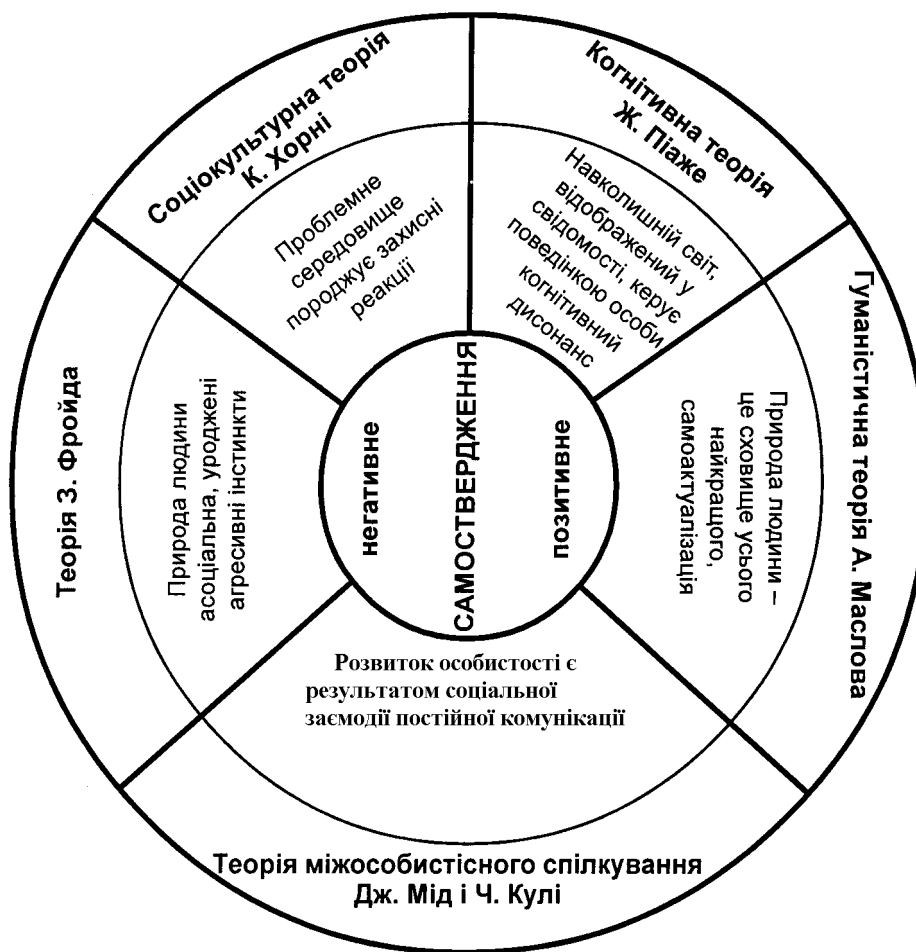 Соціокультурна теорія
К. Хорні
Проблемне
середовище
породжує захисні
реакції
Когнітивна теорія
Ж. Піаже
Навколишній світ,
відображений у
свідомості, керує
поведінкою особи
когнітивний
дисонанс
Гуманістична теорія А. Маслова
Природа людини –
це сховище усього
найкращого,
самоактуалізація
Теорія З. Фройда
Природа людини
асоціальна, уроджені
агресивні інстинкти
негативне
САМОСТВЕРДЖЕННЯ
позитивне
Розвиток особистості є
результатом соціальної
заємодії постійної комунікації
Теорія міжособистісного спілкування
Дж. Мід і Ч. Кулі